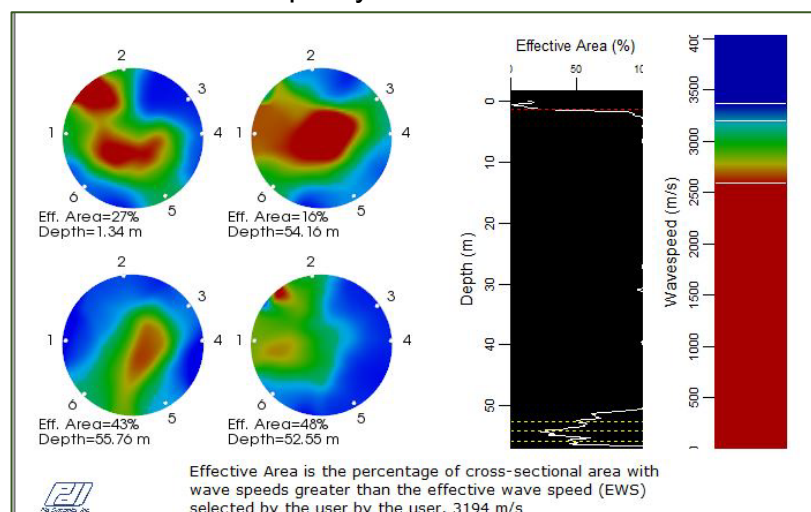 2
3
1
4
6
5
Eff. Area=27%
Depth=1.34 m
2
3
1
4
6
5
Eff. Area=16%
Depth=54.16 m
2
3
1
4
6
5
Eff. Area=43%
Depth=55.76 m
2
3
1
4
6
5
Eff. Area=48%
Depth=52.55 m
Effective Area (%)
0 50
Depth (m)
0
10
20
30
40
50
Wavespeed (m/s)
3500
3000
2500
2000
1500
1000
500
Effective Area is the percentage of cross-sectional area with
wave speeds greater than the effective wave speed (EWS)
selected by the user by the user, 3194 m/s